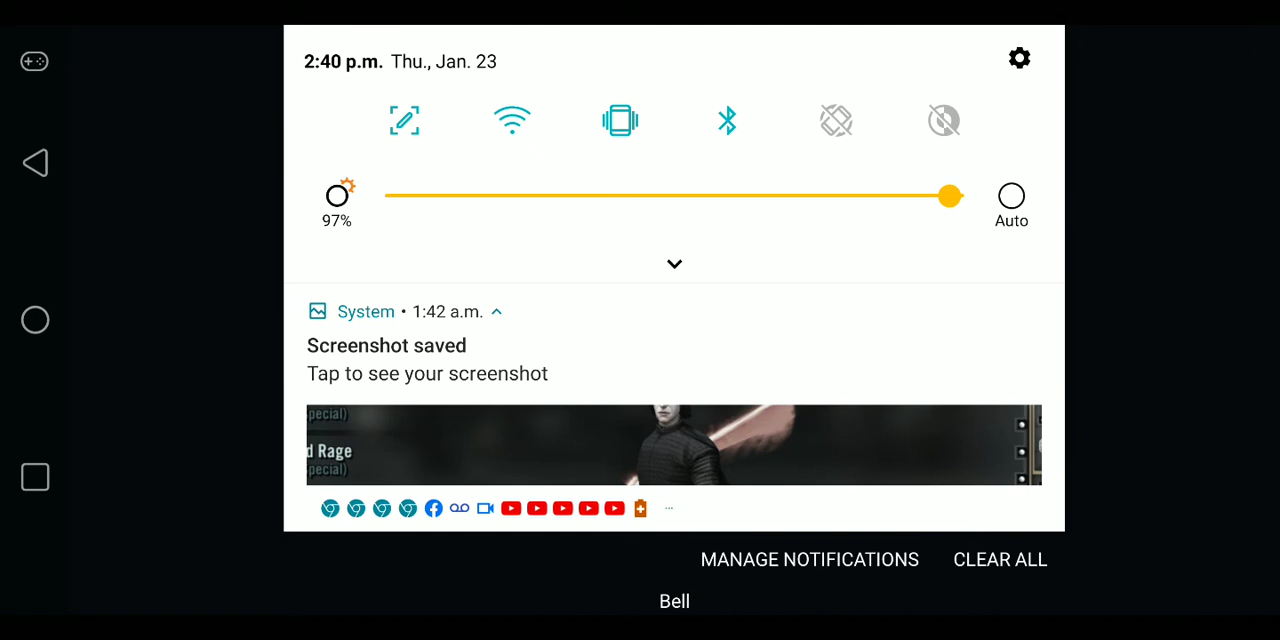 2:40 p.m. Thu., Jan. 23
97%
Auto
System • 1:42 a.m.
Screenshot saved
Tap to see your screenshot
pecial)
d Rage
pecial)
...
MANAGE NOTIFICATIONS CLEAR ALL
Bell